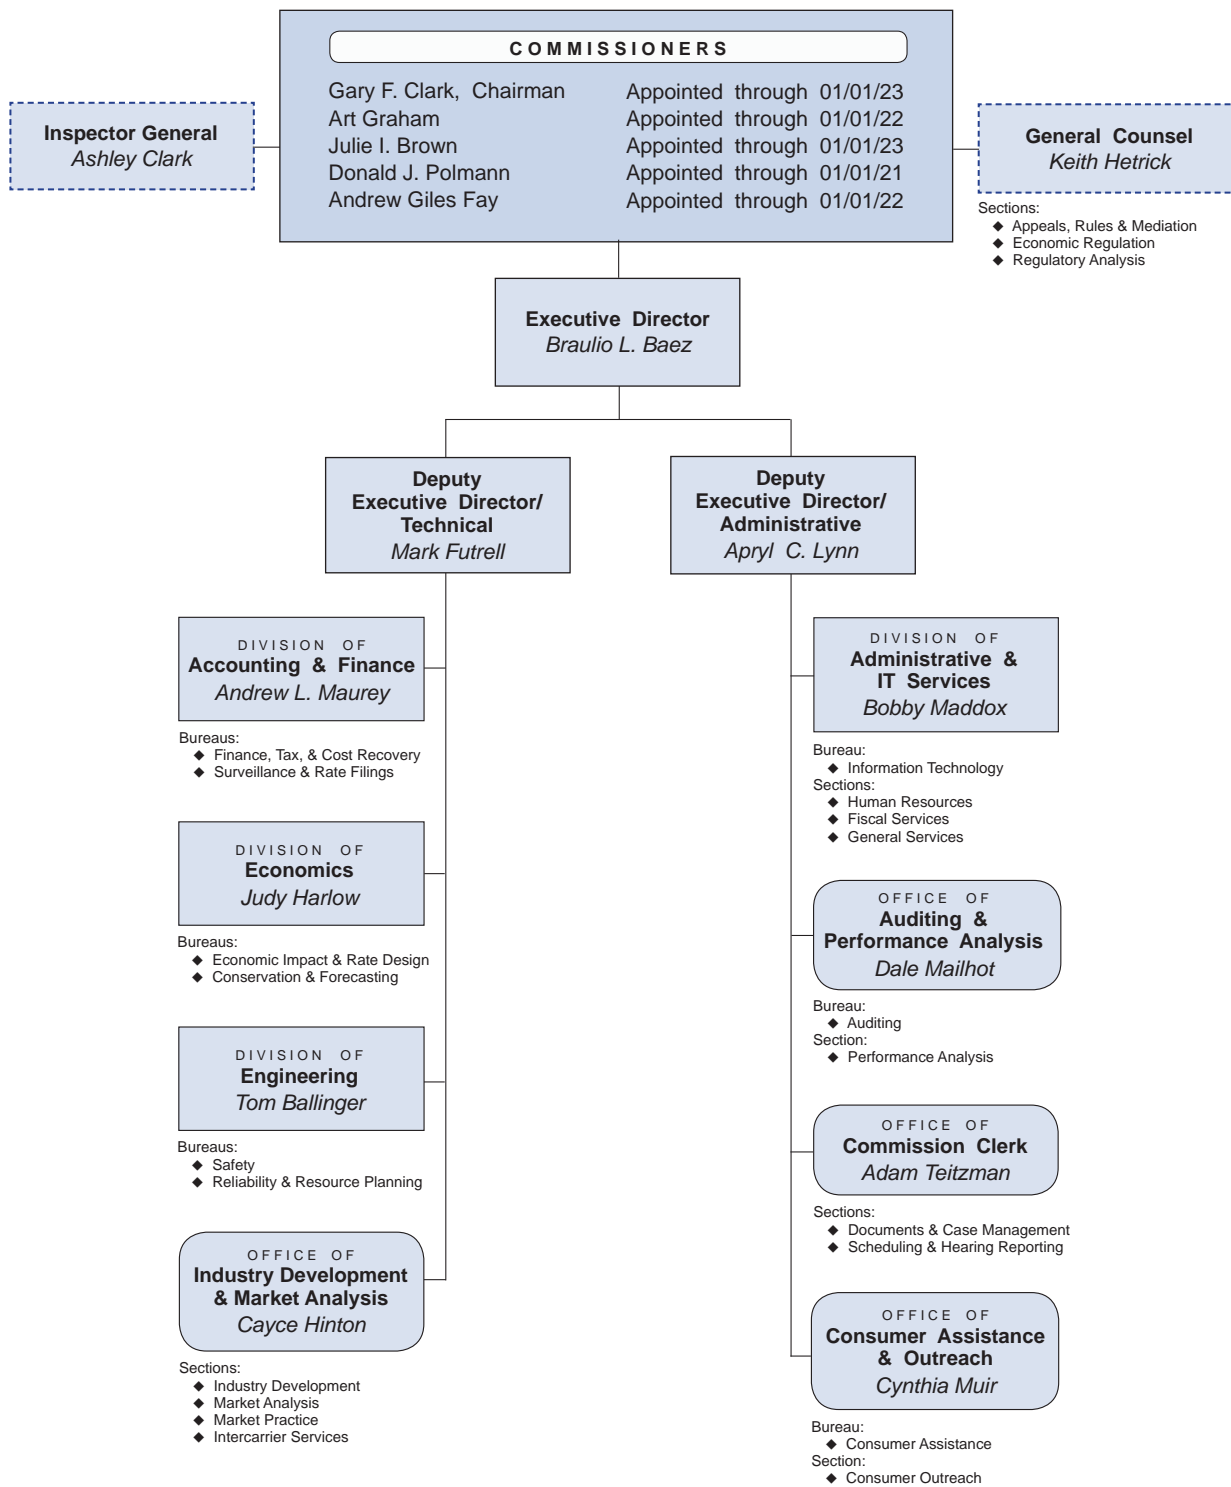 COMMISSIONERS
Gary F. Clark, Chairman Appointed through 01/01/23
Art Graham Appointed through 01/01/22
Julie I. Brown Appointed through 01/01/23
Donald J. Polmann Appointed through 01/01/21
Andrew Giles Fay Appointed through 01/01/22
Inspector General
Ashley Clark
General Counsel
Keith Hetrick
Sections:
◆ Appeals, Rules & Mediation
◆ Economic Regulation
◆ Regulatory Analysis
Executive Director
Braulio L. Baez
Deputy
Executive Director/
Technical
Mark Futrell
Deputy
Executive Director/
Administrative
Apryl C. Lynn
DIVISION OF
Accounting & Finance
Andrew L. Maurey
Bureaus:
◆ Finance, Tax, & Cost Recovery
◆ Surveillance & Rate Filings
DIVISION OF
Economics
Judy Harlow
Bureaus:
◆ Economic Impact & Rate Design
◆ Conservation & Forecasting
DIVISION OF
Engineering
Tom Ballinger
Bureaus:
◆ Safety
◆ Reliability & Resource Planning
OFFICE OF
Industry Development
& Market Analysis
Cayce Hinton
Sections:
◆ Industry Development
◆ Market Analysis
◆ Market Practice
◆ Intercarrier Services
DIVISION OF
Administrative &
IT Services
Bobby Maddox
Bureau:
◆ Information Technology
Sections:
◆ Human Resources
◆ Fiscal Services
◆ General Services
OFFICE OF
Auditing &
Performance Analysis
Dale Mailhot
Bureau:
◆ Auditing
Section:
◆ Performance Analysis
OFFICE OF
Commission Clerk
Adam Teitzman
Sections:
◆ Documents & Case Management
◆ Scheduling & Hearing Reporting
OFFICE OF
Consumer Assistance
& Outreach
Cynthia Muir
Bureau:
◆ Consumer Assistance
Section:
◆ Consumer Outreach